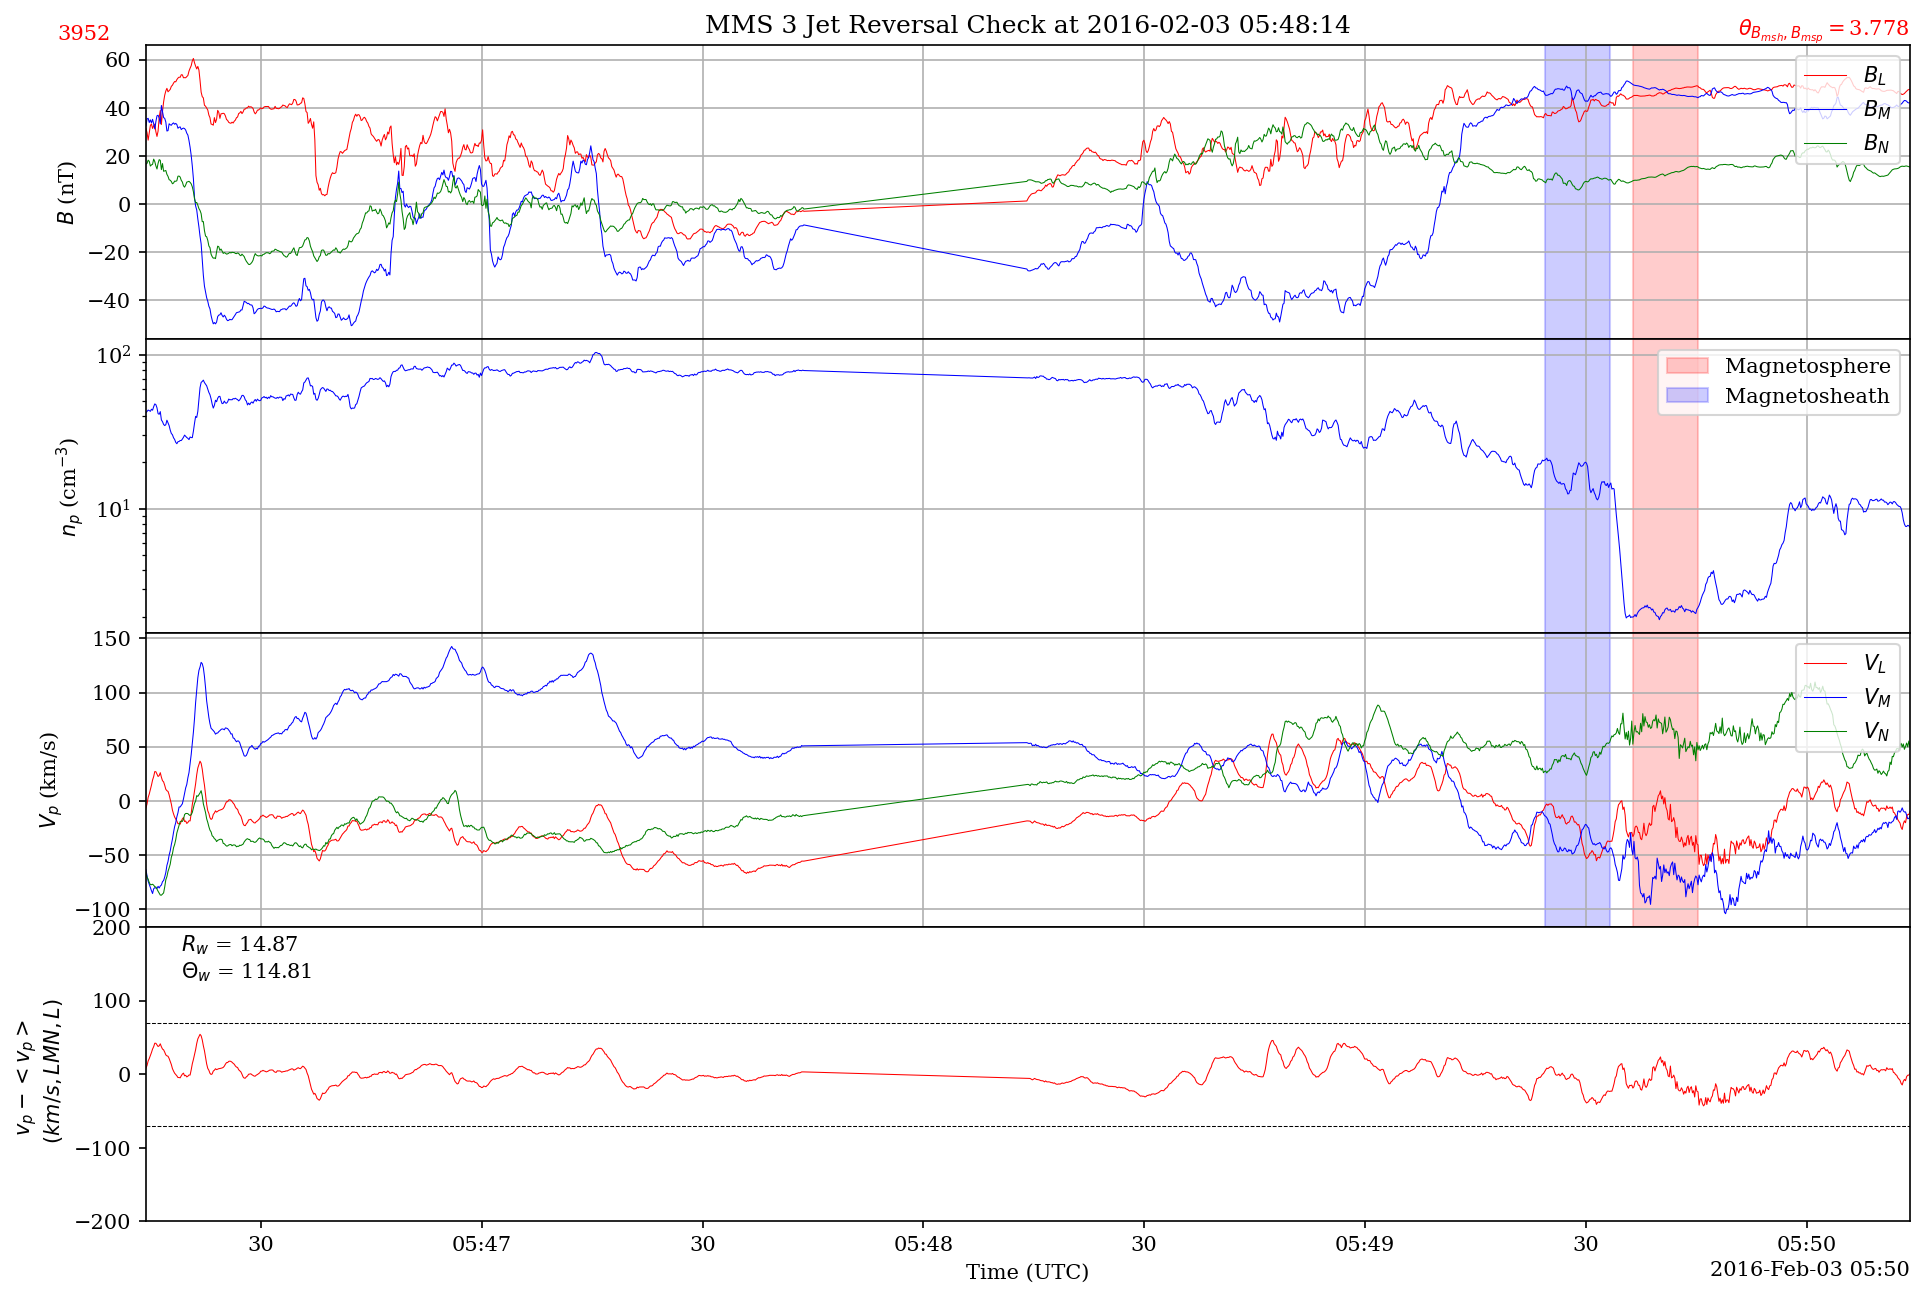 MMS 3 Jet Reversal Check at 2016-02-03 05:48:14
3952
θ_{B_{msh}, B_{msp}} = 3.778
60
40
20
0
−20
−40
B (nT)
B_L
B_M
B_N
10^2
10^1
n_p (cm^{−3})
Magnetosphere
Magnetosheath
150
100
50
0
−50
−100
V_p (km/s)
V_L
V_M
V_N
200
100
0
−100
−200
v_p − < v_p >
(km/s, LMN, L)
R_w = 14.87
Θ_w = 114.81
30 05:47 30 05:48 30 05:49 30 05:50
Time (UTC)
2016-Feb-03 05:50